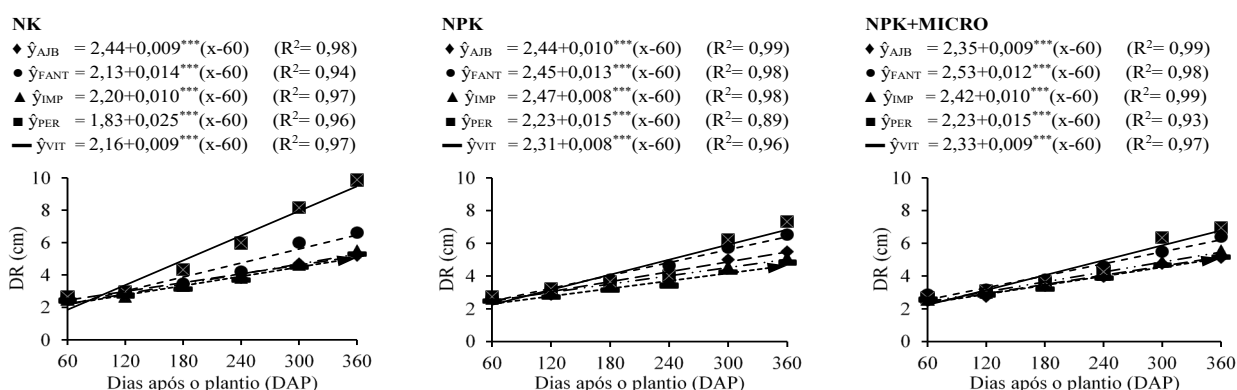 NK
♦ ŷAJB = 2,44+0,009***(x-60) (R²= 0,98)
● ŷFANT = 2,13+0,014***(x-60) (R²= 0,94)
▲ ŷIMP = 2,20+0,010***(x-60) (R²= 0,97)
■ ŷPER = 1,83+0,025***(x-60) (R²= 0,96)
━ ŷVIT = 2,16+0,009***(x-60) (R²= 0,97)
10
8
6
4
2
0
DR (cm)
60 120 180 240 300 360
Dias após o plantio (DAP)
NPK
♦ ŷAJB = 2,44+0,010***(x-60) (R²= 0,99)
● ŷFANT = 2,45+0,013***(x-60) (R²= 0,98)
▲ ŷIMP = 2,47+0,008***(x-60) (R²= 0,98)
■ ŷPER = 2,23+0,015***(x-60) (R²= 0,89)
━ ŷVIT = 2,31+0,008***(x-60) (R²= 0,96)
10
8
6
4
2
0
DR (cm)
60 120 180 240 300 360
Dias após o plantio (DAP)
NPK+MICRO
♦ ŷAJB = 2,35+0,009***(x-60) (R²= 0,99)
● ŷFANT = 2,53+0,012***(x-60) (R²= 0,98)
▲ ŷIMP = 2,42+0,010***(x-60) (R²= 0,99)
■ ŷPER = 2,23+0,015***(x-60) (R²= 0,93)
━ ŷVIT = 2,33+0,009***(x-60) (R²= 0,97)
10
8
6
4
2
0
DR (cm)
60 120 180 240 300 360
Dias após o plantio (DAP)